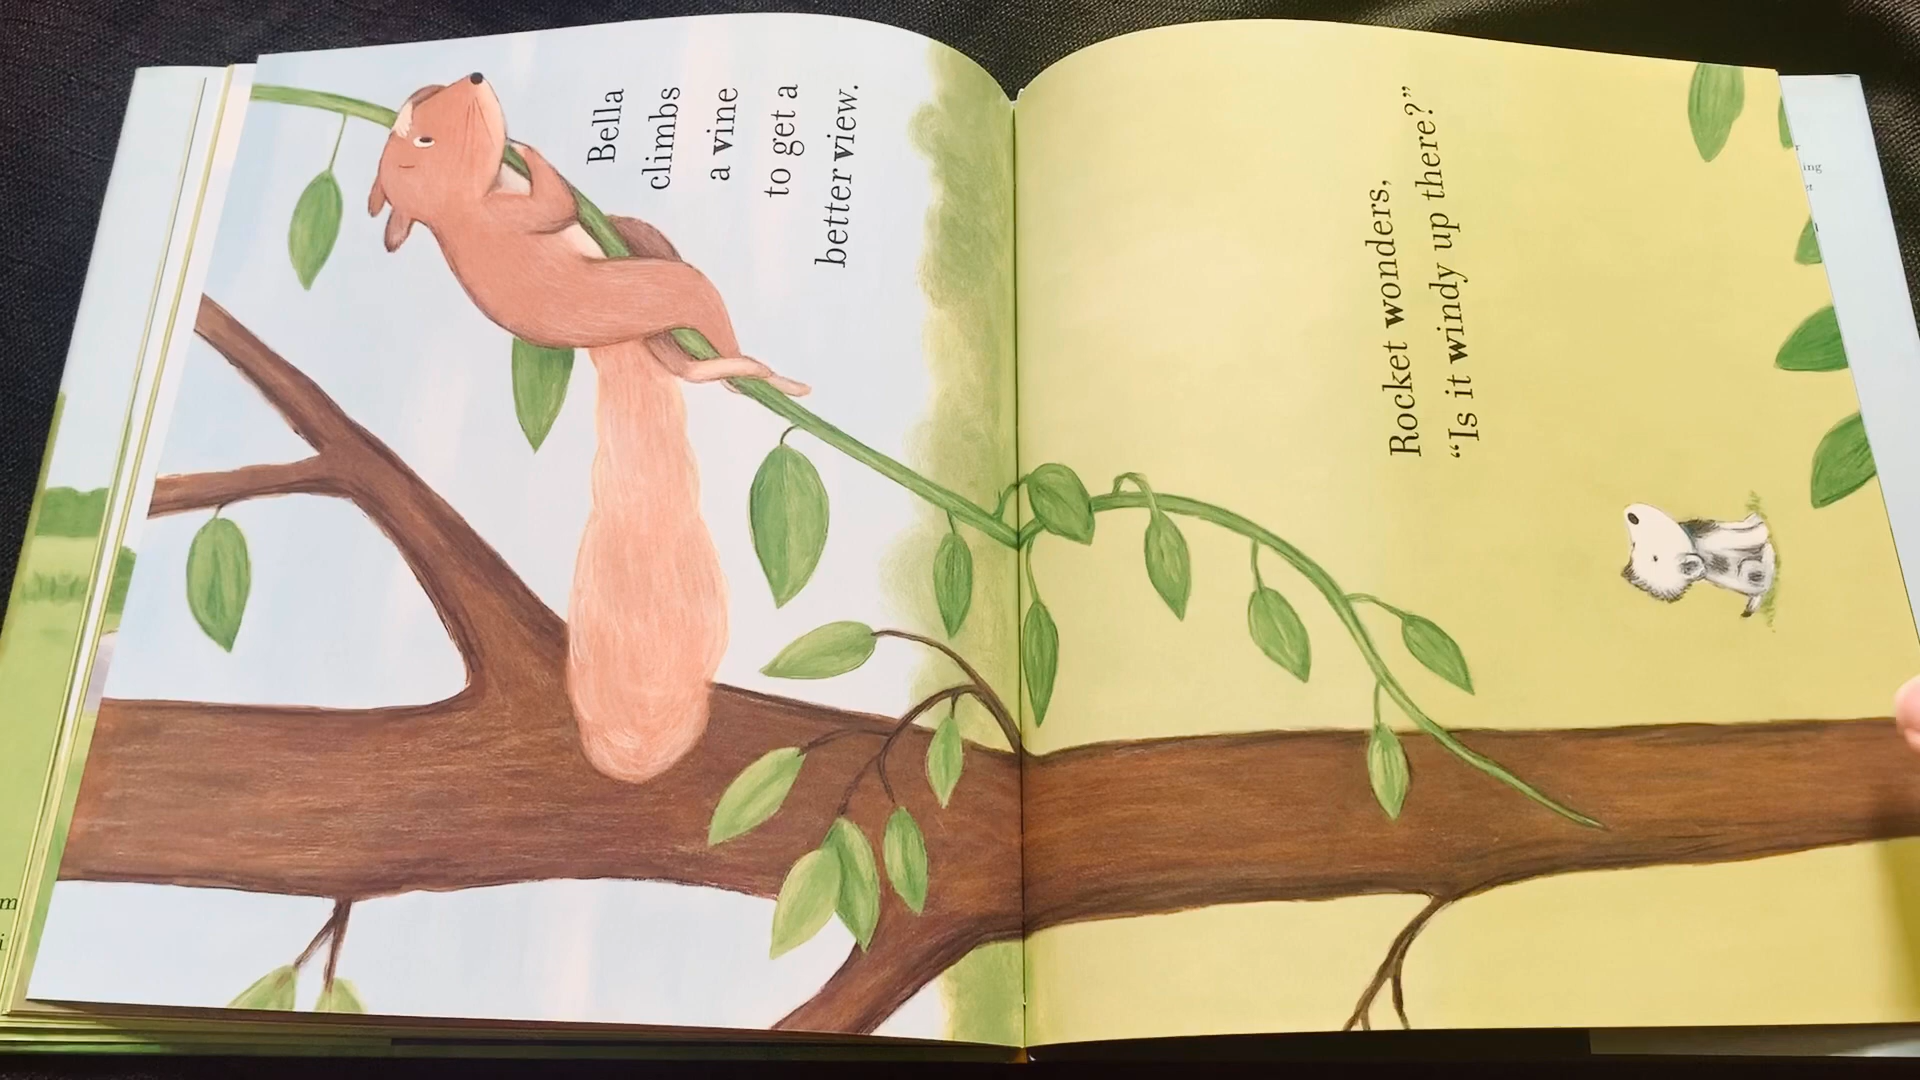 Bella
climbs
a vine
to get a
better view.
Rocket wonders,
“Is it windy up there?”